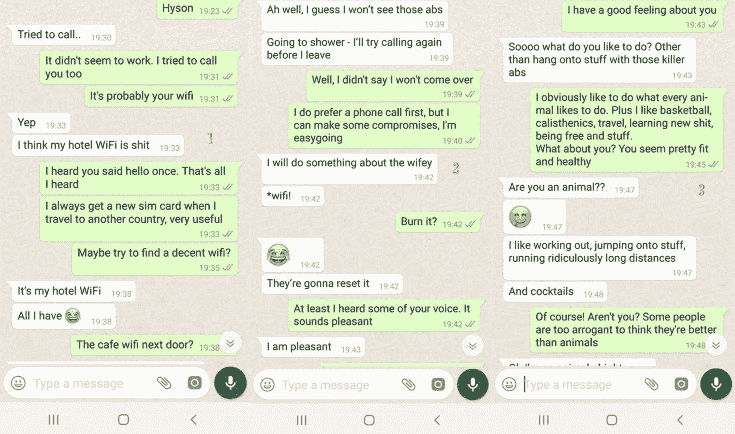 Hyson 19:23
Tried to call.. 19:30
It didn't seem to work. I tried to call
you too 19:31
It's probably your wifi 19:31
Yep 19:33
I think my hotel WiFi is shit 19:33
1
I heard you said hello once. That's all
I heard 19:33
I always get a new sim card when I
travel to another country, very useful
19:33
Maybe try to find a decent wifi?
19:35
It's my hotel WiFi 19:38
All I have 😂 19:38
The cafe wifi next door? 19:38
Type a message
Ah well, I guess I won't see those abs
19:39
Going to shower - I'll try calling again
before I leave 19:39
Well, I didn't say I won't come over
19:39
I do prefer a phone call first, but I
can make some compromises, I'm
easygoing 19:40
I will do something about the wifey
19:42
2
*wifi! 19:42
Burn it? 19:42
😂
19:42
They're gonna reset it 19:42
At least I heard some of your voice. It
sounds pleasant 19:42
I am pleasant 19:43
Type a message
I have a good feeling about you
19:43
Soooo what do you like to do? Other
than hang onto stuff with those killer
abs 19:43
I obviously like to do what every ani-
mal likes to do. Plus I like basketball,
calisthenics, travel, learning new shit,
being free and stuff.
What about you? You seem pretty fit
and healthy 19:45
Are you an animal?? 19:47
3
19:47
I like working out, jumping onto stuff,
running ridiculously long distances
19:47
And cocktails 19:48
Of course! Aren't you? Some people
are too arrogant to think they're better
than animals 19:48
Type a message